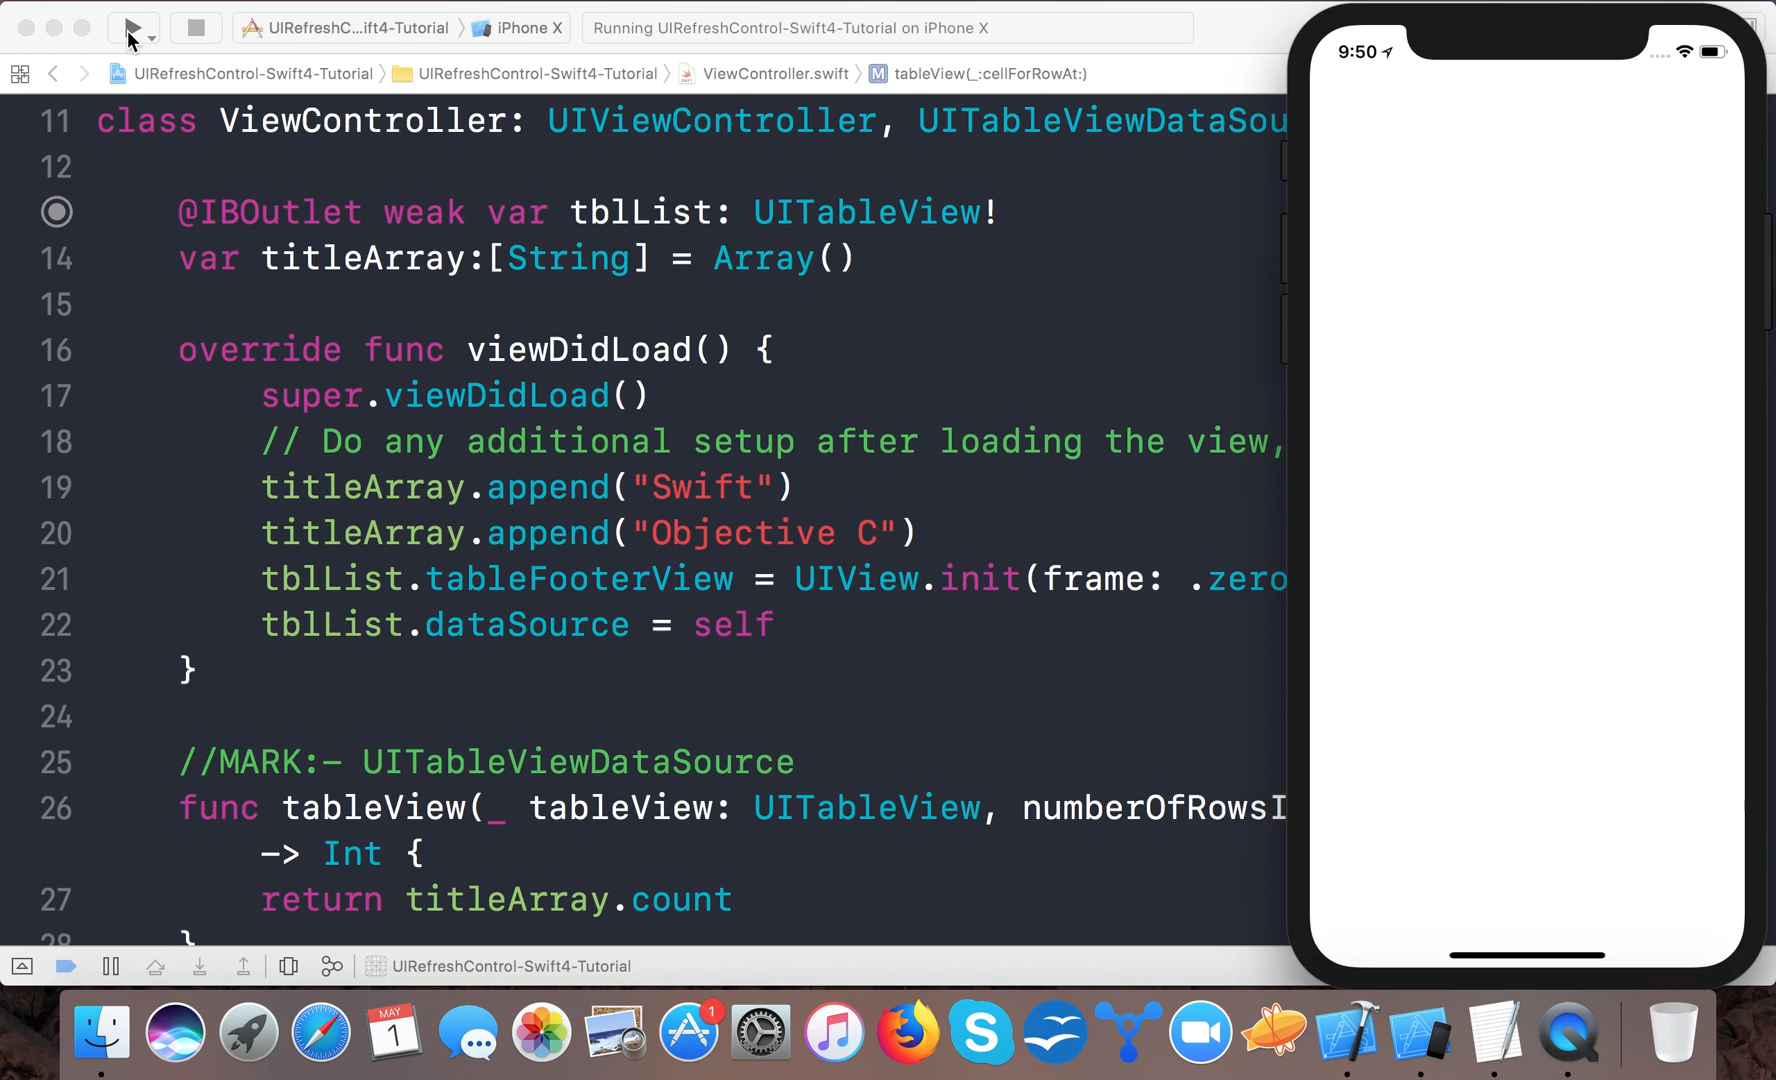 UIRefreshC...ift4-Tutorial iPhone X Running UIRefreshControl-Swift4-Tutorial on iPhone X
UIRefreshControl-Swift4-Tutorial UIRefreshControl-Swift4-Tutorial ViewController.swift M tableView(_:cellForRowAt:)
9:50
11 class ViewController: UIViewController, UITableViewDataSou
12
@IBOutlet weak var tblList: UITableView!
14 var titleArray:[String] = Array()
15
16 override func viewDidLoad() {
17 super.viewDidLoad()
18 // Do any additional setup after loading the view,
19 titleArray.append("Swift")
20 titleArray.append("Objective C")
21 tblList.tableFooterView = UIView.init(frame: .zero
22 tblList.dataSource = self
23 }
24
25 //MARK:- UITableViewDataSource
26 func tableView(_ tableView: UITableView, numberOfRowsI
-> Int {
27 return titleArray.count
28 }
UIRefreshControl-Swift4-Tutorial
MAY
1
1